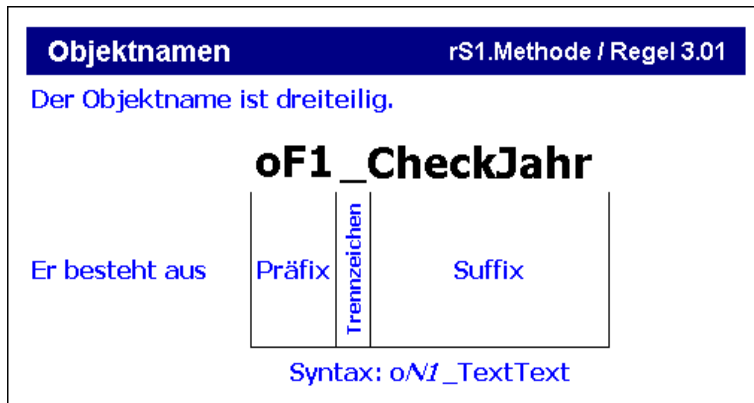 Objektnamen rS1.Methode / Regel 3.01
Der Objektname ist dreiteilig.
oF1_CheckJahr
Er besteht aus Präfix Trennzeichen Suffix
Syntax: oN1_TextText